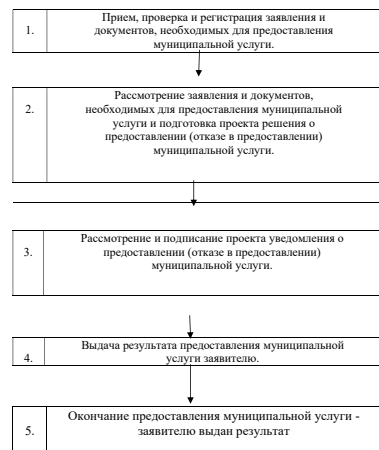 1.
Прием, проверка и регистрация заявления и
документов, необходимых для предоставления
муниципальной услуги.
2.
Рассмотрение заявления и документов,
необходимых для предоставления муниципальной
услуги и подготовка проекта решения о
предоставлении (отказе в предоставлении)
муниципальной услуги.
3.
Рассмотрение и подписание проекта уведомления о
предоставлении (отказе в предоставлении)
муниципальной услуги.
4.
Выдача результата предоставления муниципальной
услуги заявителю.
5.
Окончание предоставления муниципальной услуги -
заявителю выдан результат